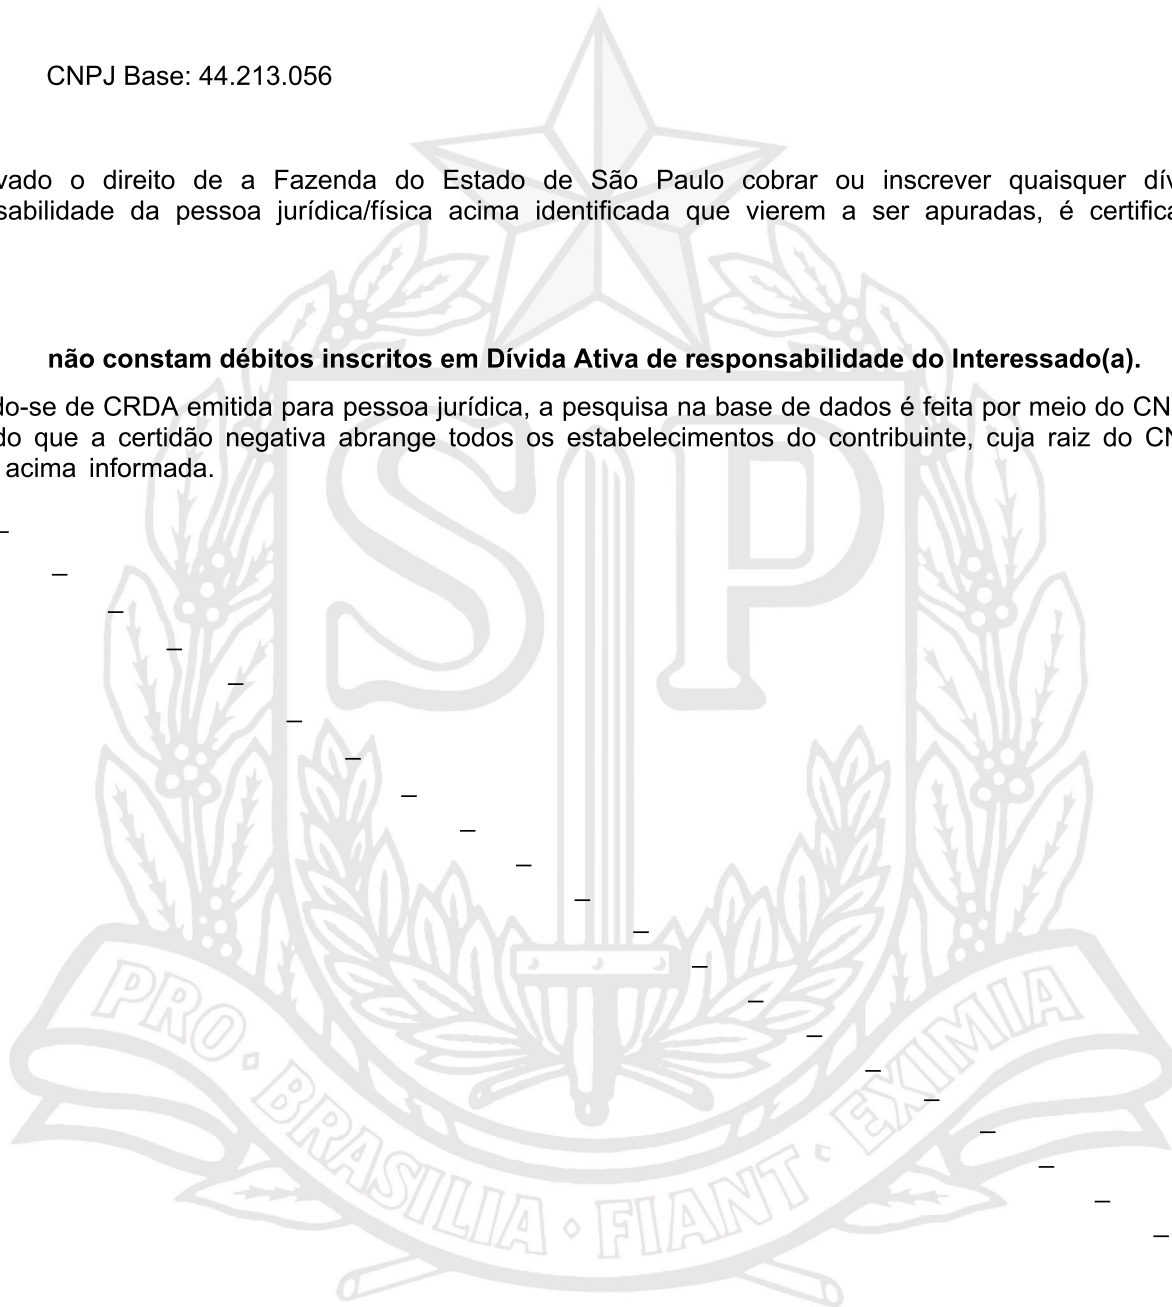 CNPJ Base: 44.213.056
vado o direito de a Fazenda do Estado de São Paulo cobrar ou inscrever quaisquer dív
sabilidade da pessoa jurídica/física acima identificada que vierem a ser apuradas, é certifica
não constam débitos inscritos em Dívida Ativa de responsabilidade do Interessado(a).
do-se de CRDA emitida para pessoa jurídica, a pesquisa na base de dados é feita por meio do CN
do que a certidão negativa abrange todos os estabelecimentos do contribuinte, cuja raiz do CN
acima informada.
SP
PRO · BRASILIA · FIANT · EXIMIA